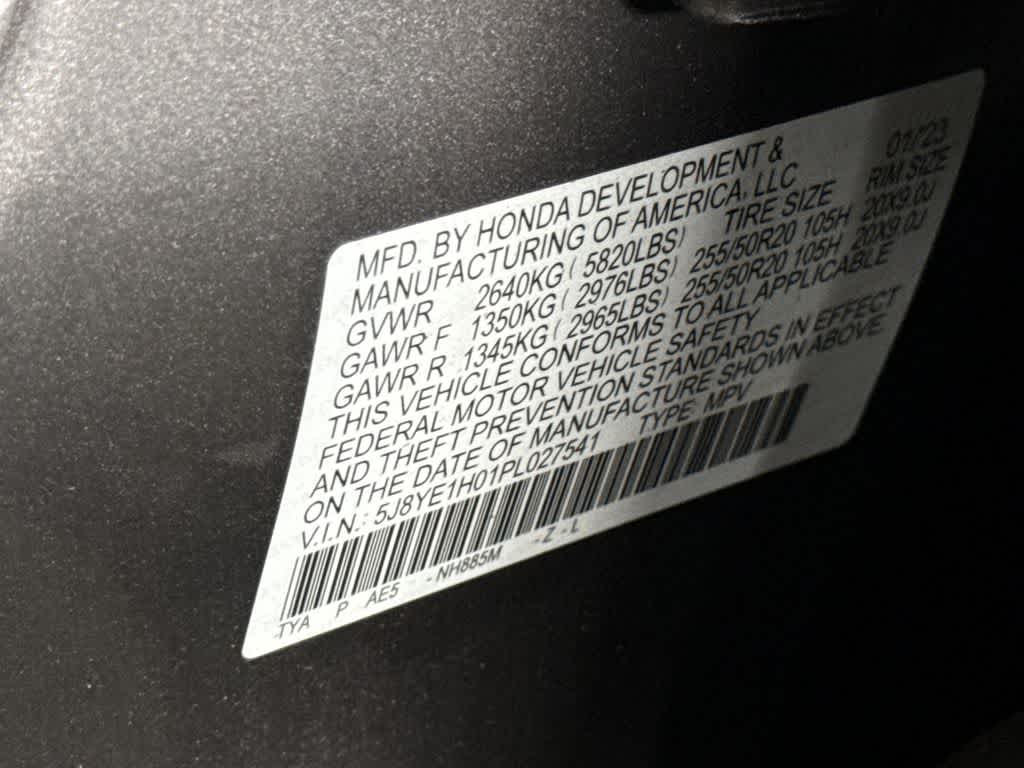 MFD. BY HONDA DEVELOPMENT & 01/23
MANUFACTURING OF AMERICA, LLC RIM SIZE
GVWR 2640KG ( 5820LBS) TIRE SIZE 20X9.0J
GAWR F 1350KG ( 2976LBS) 255/50R20 105H 20X9.0J
GAWR R 1345KG ( 2965LBS) 255/50R20 105H
THIS VEHICLE CONFORMS TO ALL APPLICABLE
FEDERAL MOTOR VEHICLE SAFETY
AND THEFT PREVENTION STANDARDS IN EFFECT
ON THE DATE OF MANUFACTURE SHOWN ABOVE
V.I.N.: 5J8YE1H01PL027541 TYPE: MPV
TYA P AE5 -NH885M -Z-L